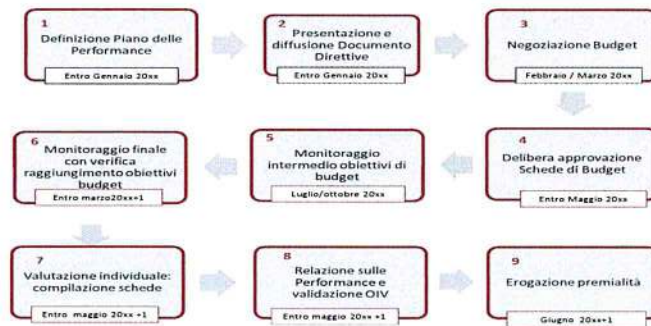 1
Definizione Piano delle
Performance
Entro Gennaio 20xx
2
Presentazione e
diffusione Documento
Direttive
Entro Gennaio 20xx
3
Negoziazione Budget
Febbraio / Marzo 20xx
4
Delibera approvazione
Schede di Budget
Entro Maggio 20xx
5
Monitoraggio
intermedio obiettivi di
budget
Luglio/ottobre 20xx
6
Monitoraggio finale
con verifica
raggiungimento obiettivi
budget
Entro marzo20xx+1
7
Valutazione individuale:
compilazione schede
Entro maggio 20xx +1
8
Relazione sulle
Performance e
validazione OIV
Entro maggio 20xx +1
9
Erogazione premialità
Giugno 20xx+1